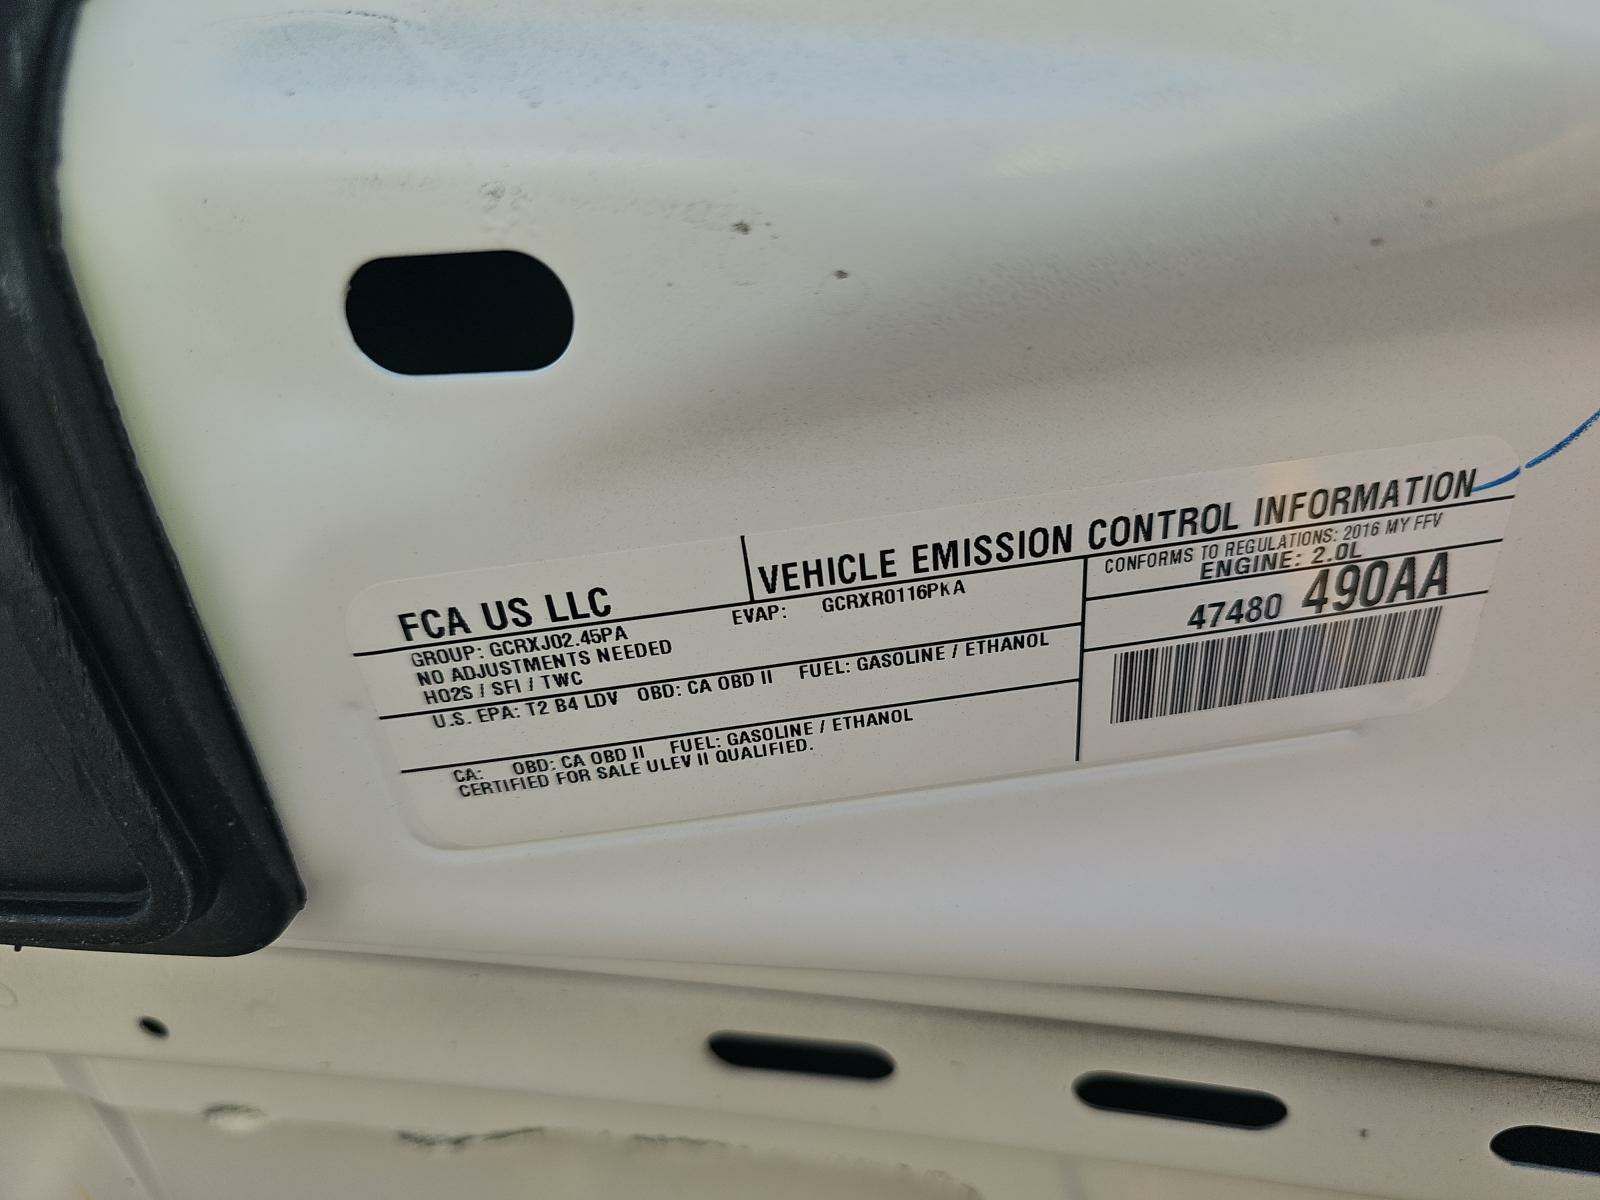 FCA US LLC
VEHICLE EMISSION CONTROL INFORMATION
GROUP: GCRXJ02.45PA
EVAP: GCRXR0116PKA
NO ADJUSTMENTS NEEDED
HO2S / SFI / TWC
U.S. EPA: T2 B4 LDV OBD: CA OBD II FUEL: GASOLINE / ETHANOL
CA: OBD: CA OBD II FUEL: GASOLINE / ETHANOL
CERTIFIED FOR SALE ULEV II QUALIFIED.
CONFORMS TO REGULATIONS: 2016 MY FFV
ENGINE: 2.0L
47480 490AA